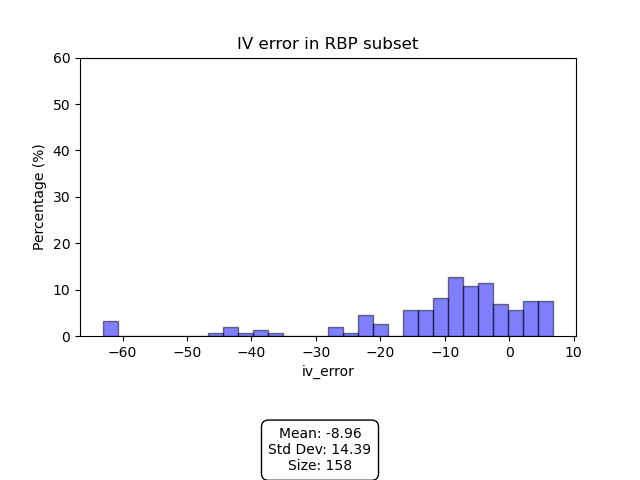 IV error in RBP subset
60
50
40
30
20
10
0
Percentage (%)
−60
−50
−40
−30
−20
−10
0
10
iv_error
Mean: -8.96
Std Dev: 14.39
Size: 158